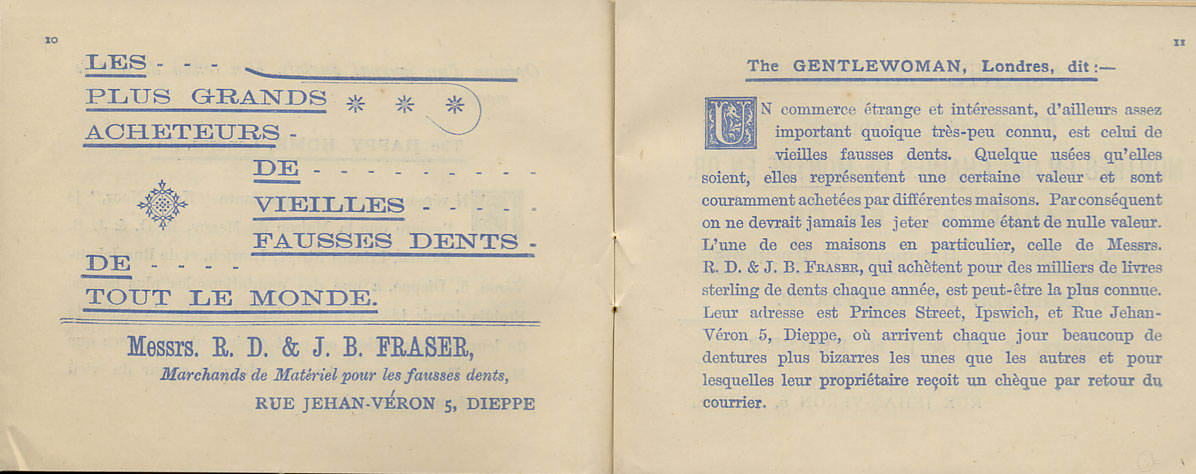 10
LES - - -
PLUS GRANDS
ACHETEURS -
DE - - - - - - - - -
VIEILLES - - - -
FAUSSES DENTS -
DE - - - -
TOUT LE MONDE.
Messrs. R. D. & J. B. FRASER,
Marchands de Matériel pour les fausses dents,
RUE JEHAN-VÉRON 5, DIEPPE
11
The GENTLEWOMAN, Londres, dit :—
UN commerce étrange et intéressant, d'ailleurs assez
important quoique très-peu connu, est celui de
vieilles fausses dents. Quelque usées qu'elles
soient, elles représentent une certaine valeur et sont
couramment achetées par différentes maisons. Par conséquent
on ne devrait jamais les jeter comme étant de nulle valeur.
L'une de ces maisons en particulier, celle de Messrs.
R. D. & J. B. FRASER, qui achètent pour des milliers de livres
sterling de dents chaque année, est peut-être la plus connue.
Leur adresse est Princes Street, Ipswich, et Rue Jehan-
Véron 5, Dieppe, où arrivent chaque jour beaucoup de
dentures plus bizarres les unes que les autres et pour
lesquelles leur propriétaire reçoit un chèque par retour du
courrier.